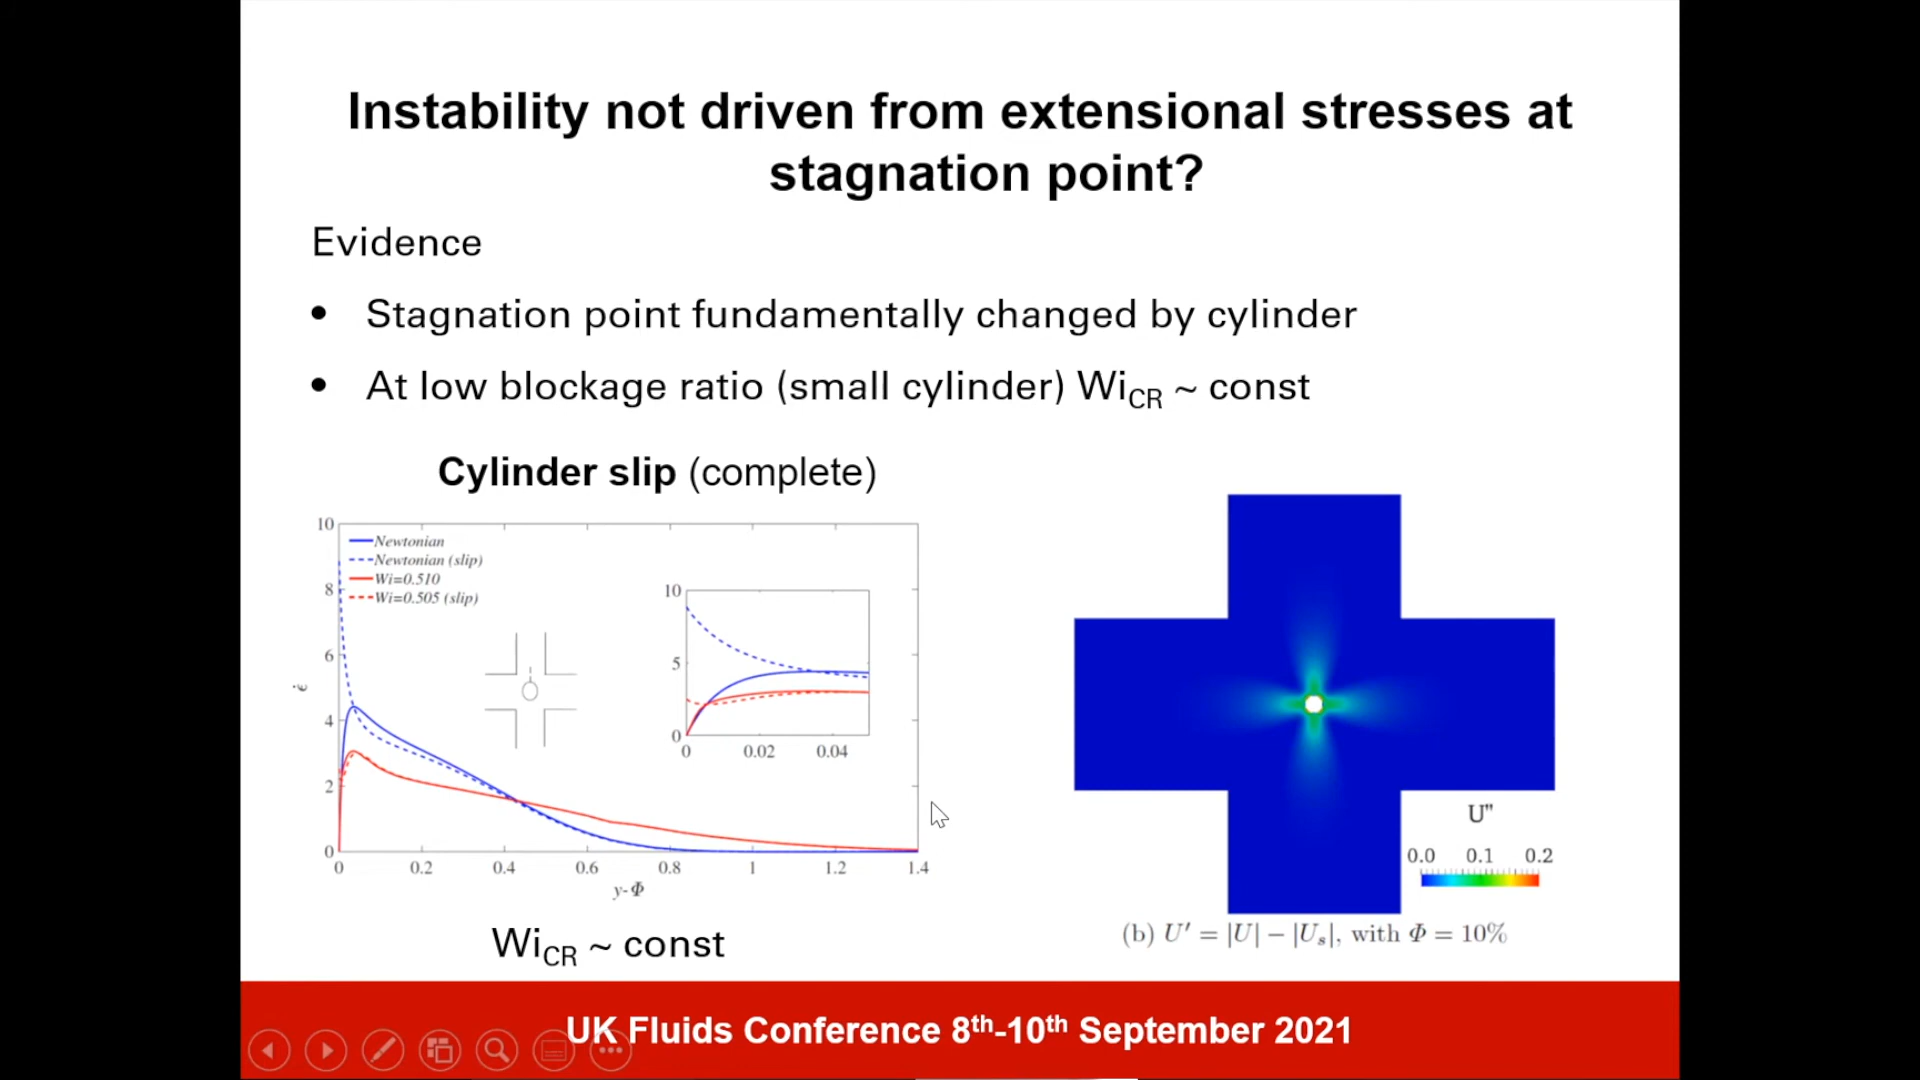 Instability not driven from extensional stresses at
stagnation point?
Evidence
• Stagnation point fundamentally changed by cylinder
• At low blockage ratio (small cylinder) Wi_CR ~ const
Cylinder slip (complete)
10
8
6
4
2
0
ε̇
Newtonian
Newtonian (slip)
Wi=0.510
Wi=0.505 (slip)
10
5
0
0 0.02 0.04
0 0.2 0.4 0.6 0.8 1 1.2 1.4
y-Φ
Wi_CR ~ const
U"
0.0 0.1 0.2
(b) U′ = |U| − |U_s|, with Φ = 10%
UK Fluids Conference 8th-10th September 2021